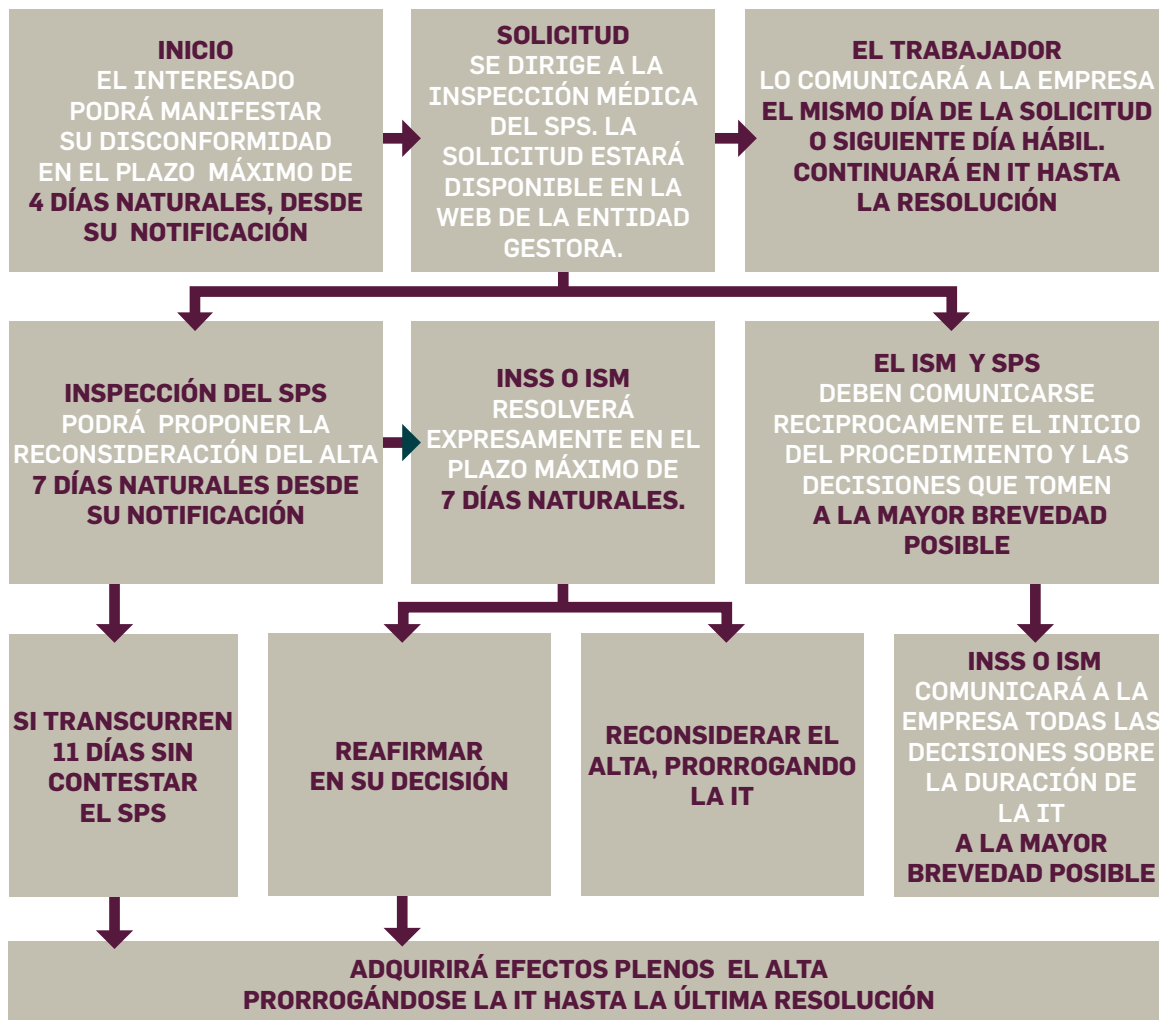 INICIO
EL INTERESADO
PODRÁ MANIFESTAR
SU DISCONFORMIDAD
EN EL PLAZO MÁXIMO DE
4 DÍAS NATURALES, DESDE
SU NOTIFICACIÓN
SOLICITUD
SE DIRIGE A LA
INSPECCIÓN MÉDICA
DEL SPS. LA
SOLICITUD ESTARÁ
DISPONIBLE EN LA
WEB DE LA ENTIDAD
GESTORA.
EL TRABAJADOR
LO COMUNICARÁ A LA EMPRESA
EL MISMO DÍA DE LA SOLICITUD
O SIGUIENTE DÍA HÁBIL.
CONTINUARÁ EN IT HASTA
LA RESOLUCIÓN
INSPECCIÓN DEL SPS
PODRÁ PROPONER LA
RECONSIDERACIÓN DEL ALTA
7 DÍAS NATURALES DESDE
SU NOTIFICACIÓN
INSS O ISM
RESOLVERÁ
EXPRESAMENTE EN EL
PLAZO MÁXIMO DE
7 DÍAS NATURALES.
EL ISM Y SPS
DEBEN COMUNICARSE
RECIPROCAMENTE EL INICIO
DEL PROCEDIMIENTO Y LAS
DECISIONES QUE TOMEN
A LA MAYOR BREVEDAD
POSIBLE
SI TRANSCURREN
11 DÍAS SIN
CONTESTAR
EL SPS
REAFIRMAR
EN SU DECISIÓN
RECONSIDERAR EL
ALTA, PRORROGANDO
LA IT
INSS O ISM
COMUNICARÁ A LA
EMPRESA TODAS LAS
DECISIONES SOBRE
LA DURACIÓN DE
LA IT
A LA MAYOR
BREVEDAD POSIBLE
ADQUIRIRÁ EFECTOS PLENOS EL ALTA
PRORROGÁNDOSE LA IT HASTA LA ÚLTIMA RESOLUCIÓN